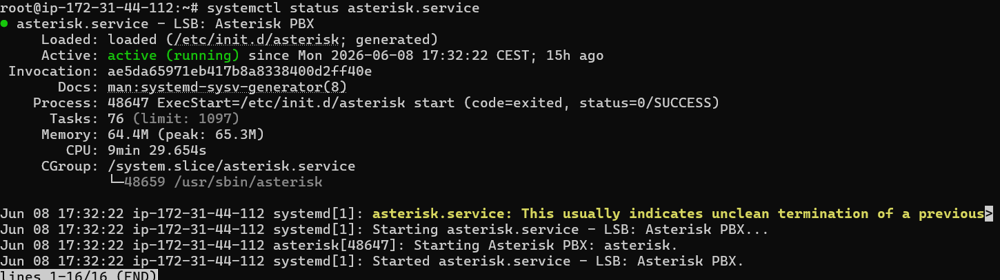 root@ip-172-31-44-112:~# systemctl status asterisk.service
● asterisk.service - LSB: Asterisk PBX
     Loaded: loaded (/etc/init.d/asterisk; generated)
     Active: active (running) since Mon 2026-06-08 17:32:22 CEST; 15h ago
 Invocation: ae5da65971eb417b8a8338400d2ff40e
       Docs: man:systemd-sysv-generator(8)
    Process: 48647 ExecStart=/etc/init.d/asterisk start (code=exited, status=0/SUCCESS)
      Tasks: 76 (limit: 1097)
     Memory: 64.4M (peak: 65.3M)
        CPU: 9min 29.654s
     CGroup: /system.slice/asterisk.service
             └─48659 /usr/sbin/asterisk

Jun 08 17:32:22 ip-172-31-44-112 systemd[1]: asterisk.service: This usually indicates unclean termination of a previous>
Jun 08 17:32:22 ip-172-31-44-112 systemd[1]: Starting asterisk.service - LSB: Asterisk PBX...
Jun 08 17:32:22 ip-172-31-44-112 asterisk[48647]: Starting Asterisk PBX: asterisk.
Jun 08 17:32:22 ip-172-31-44-112 systemd[1]: Started asterisk.service - LSB: Asterisk PBX.
lines 1-16/16 (END)